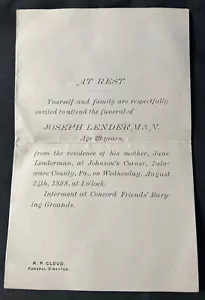 AT REST.
Yourself and family are respectfully
invited to attend the funeral of
JOSEPH LENDERMAN,
Age years,
from the residence of his mother, Jane
Lenderman, at Johnson's Corner, Dela-
ware County, Pa., on Wednesday, August
24th, 1898, at 1 o'clock.
Interment at Concord Friends' Bury-
ing Grounds.
R. P. CLOUD,
FUNERAL DIRECTOR.